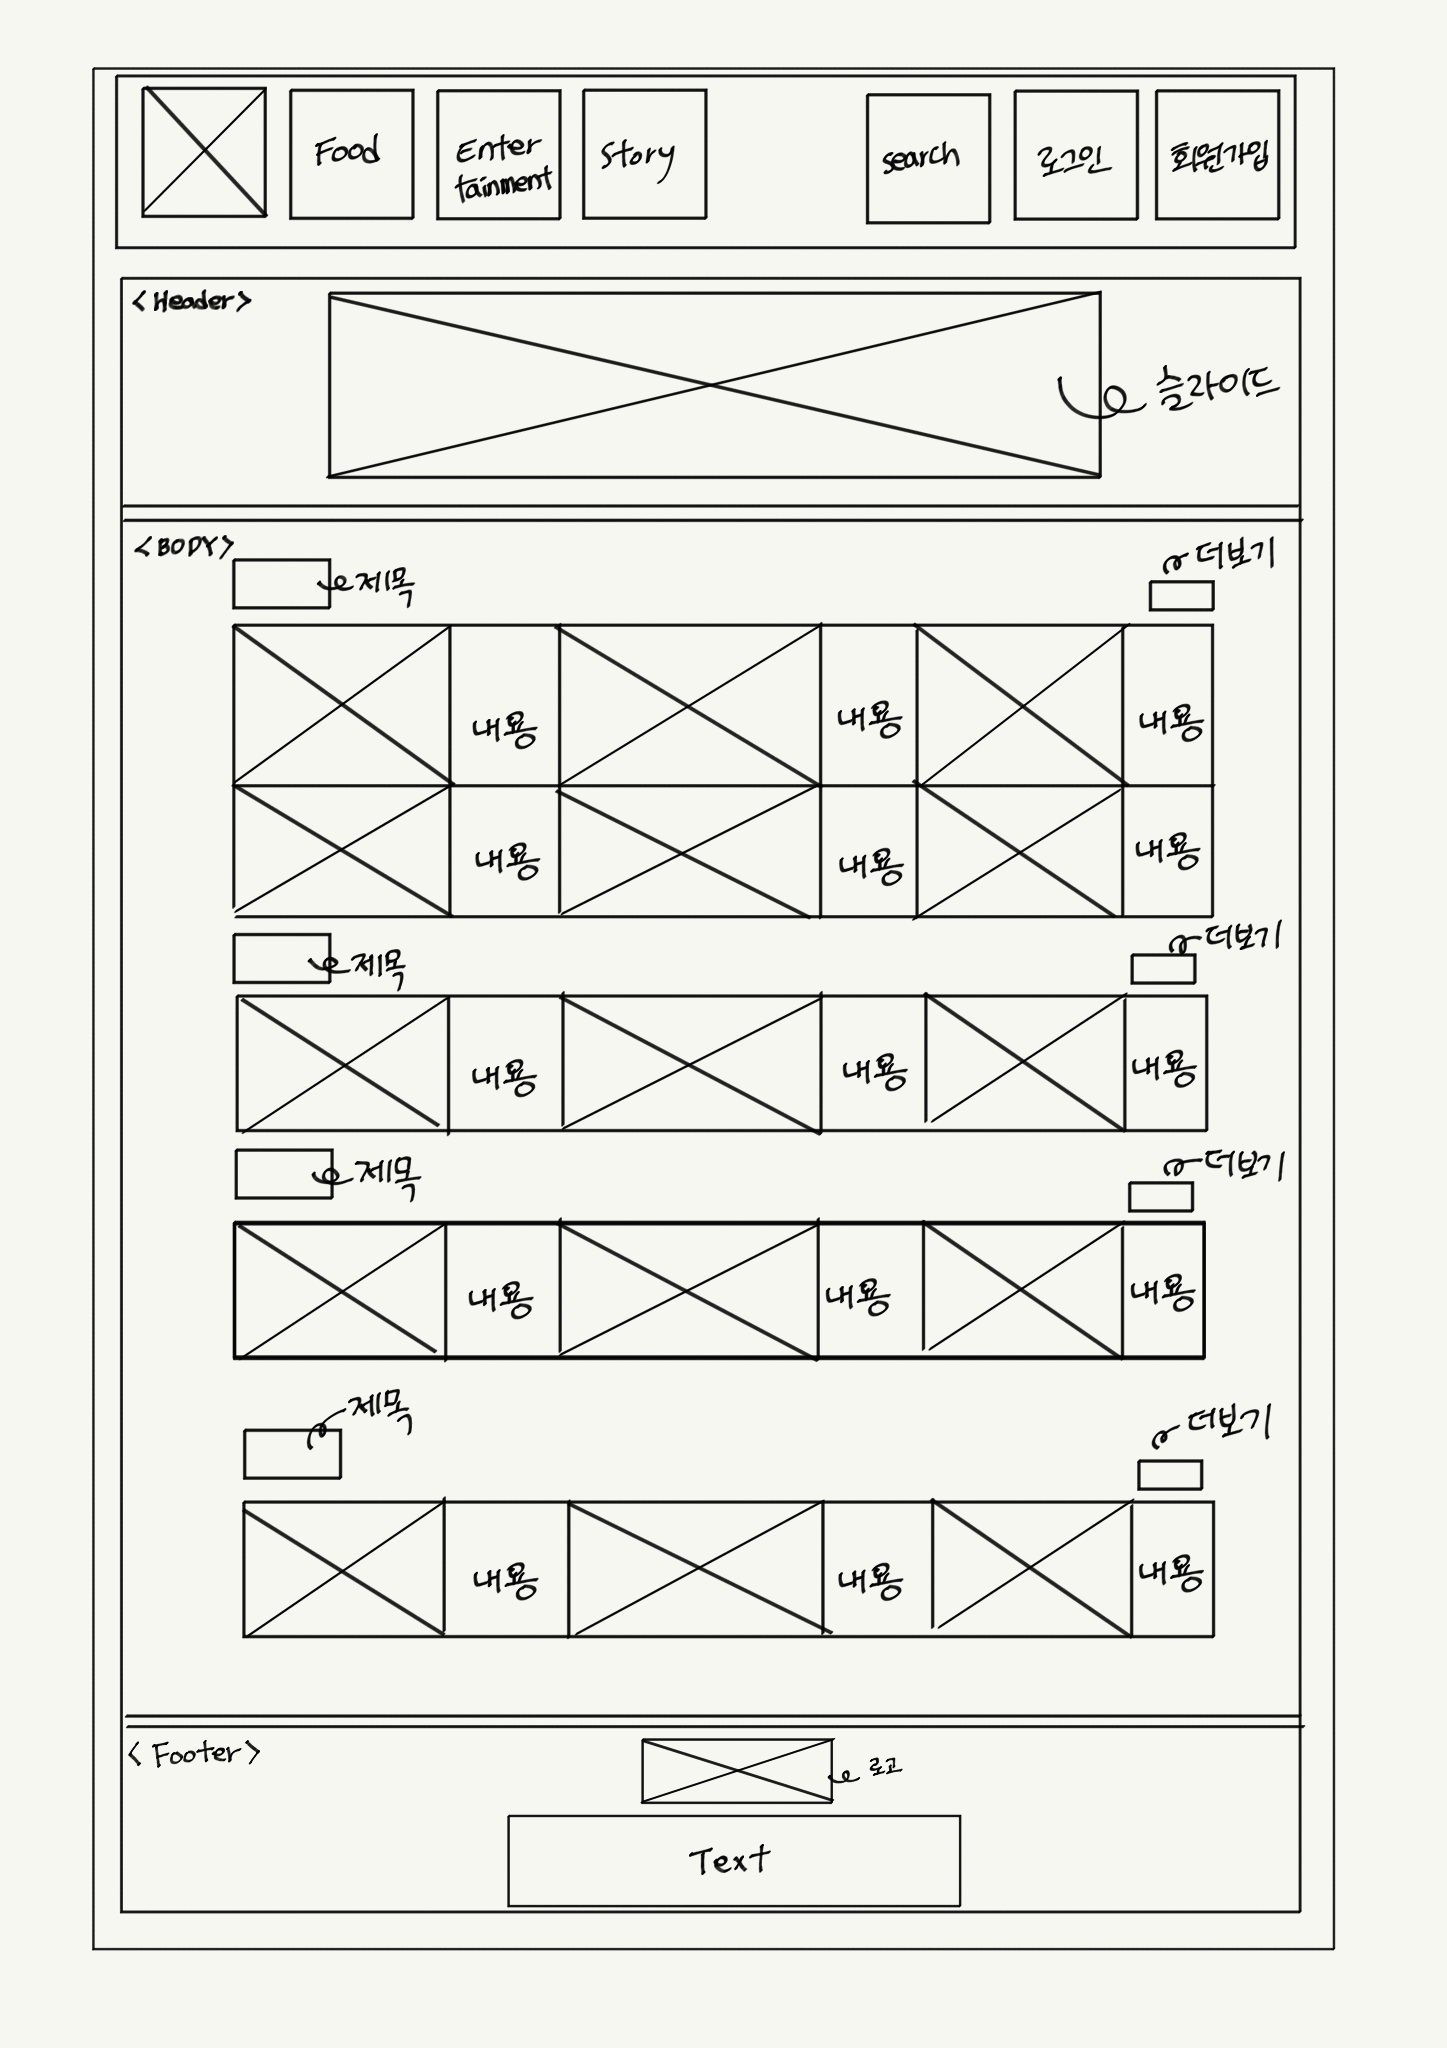 Food
Enter
tainment
Story
search
로그인
회원가입
<Header>
슬라이드
<BODY>
제목
더보기
내용
내용
내용
내용
내용
내용
제목
더보기
내용
내용
내용
제목
더보기
내용
내용
내용
제목
더보기
내용
내용
내용
<Footer>
로고
Text